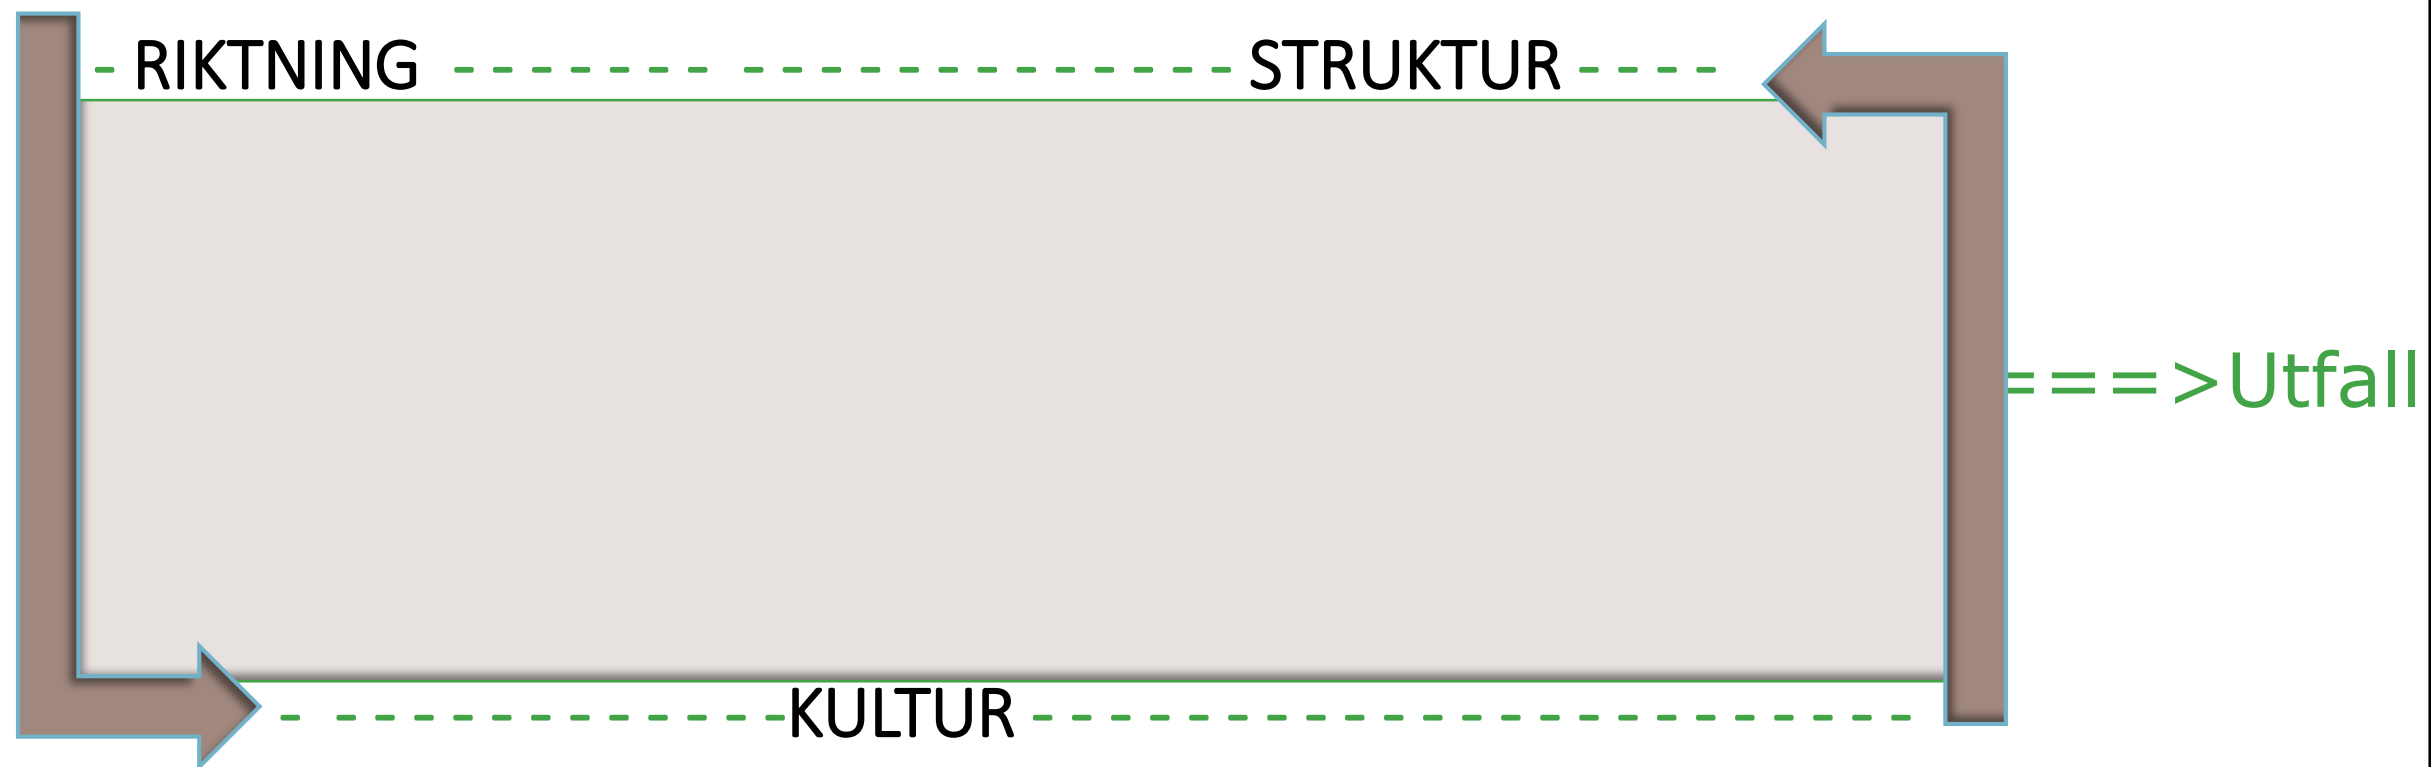 - RIKTNING - - - - - - - - - - - - - - - - - - - - STRUKTUR - - - -
===>Utfall
- - - - - - - - - - - - -KULTUR - - - - - - - - - - - - - - - - - - - - - - -